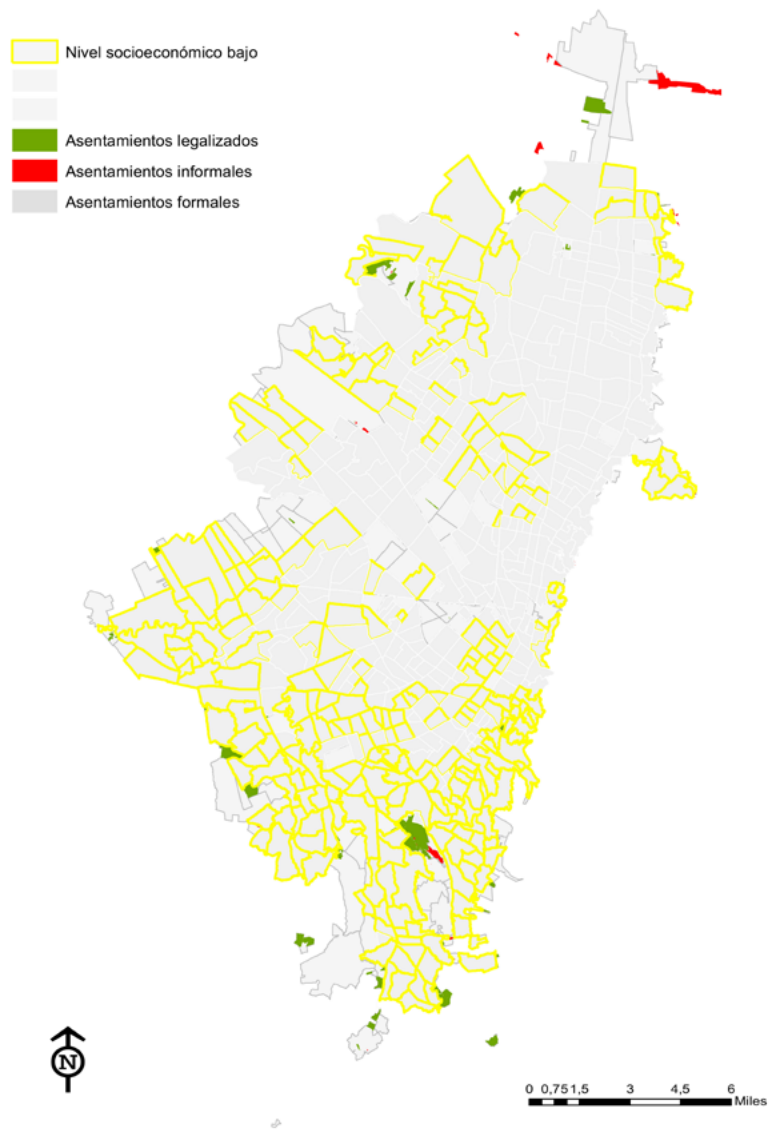 Nivel socioeconómico bajo
Asentamientos legalizados
Asentamientos informales
Asentamientos formales
N
0 0,75 1,5 3 4,5 6
Miles